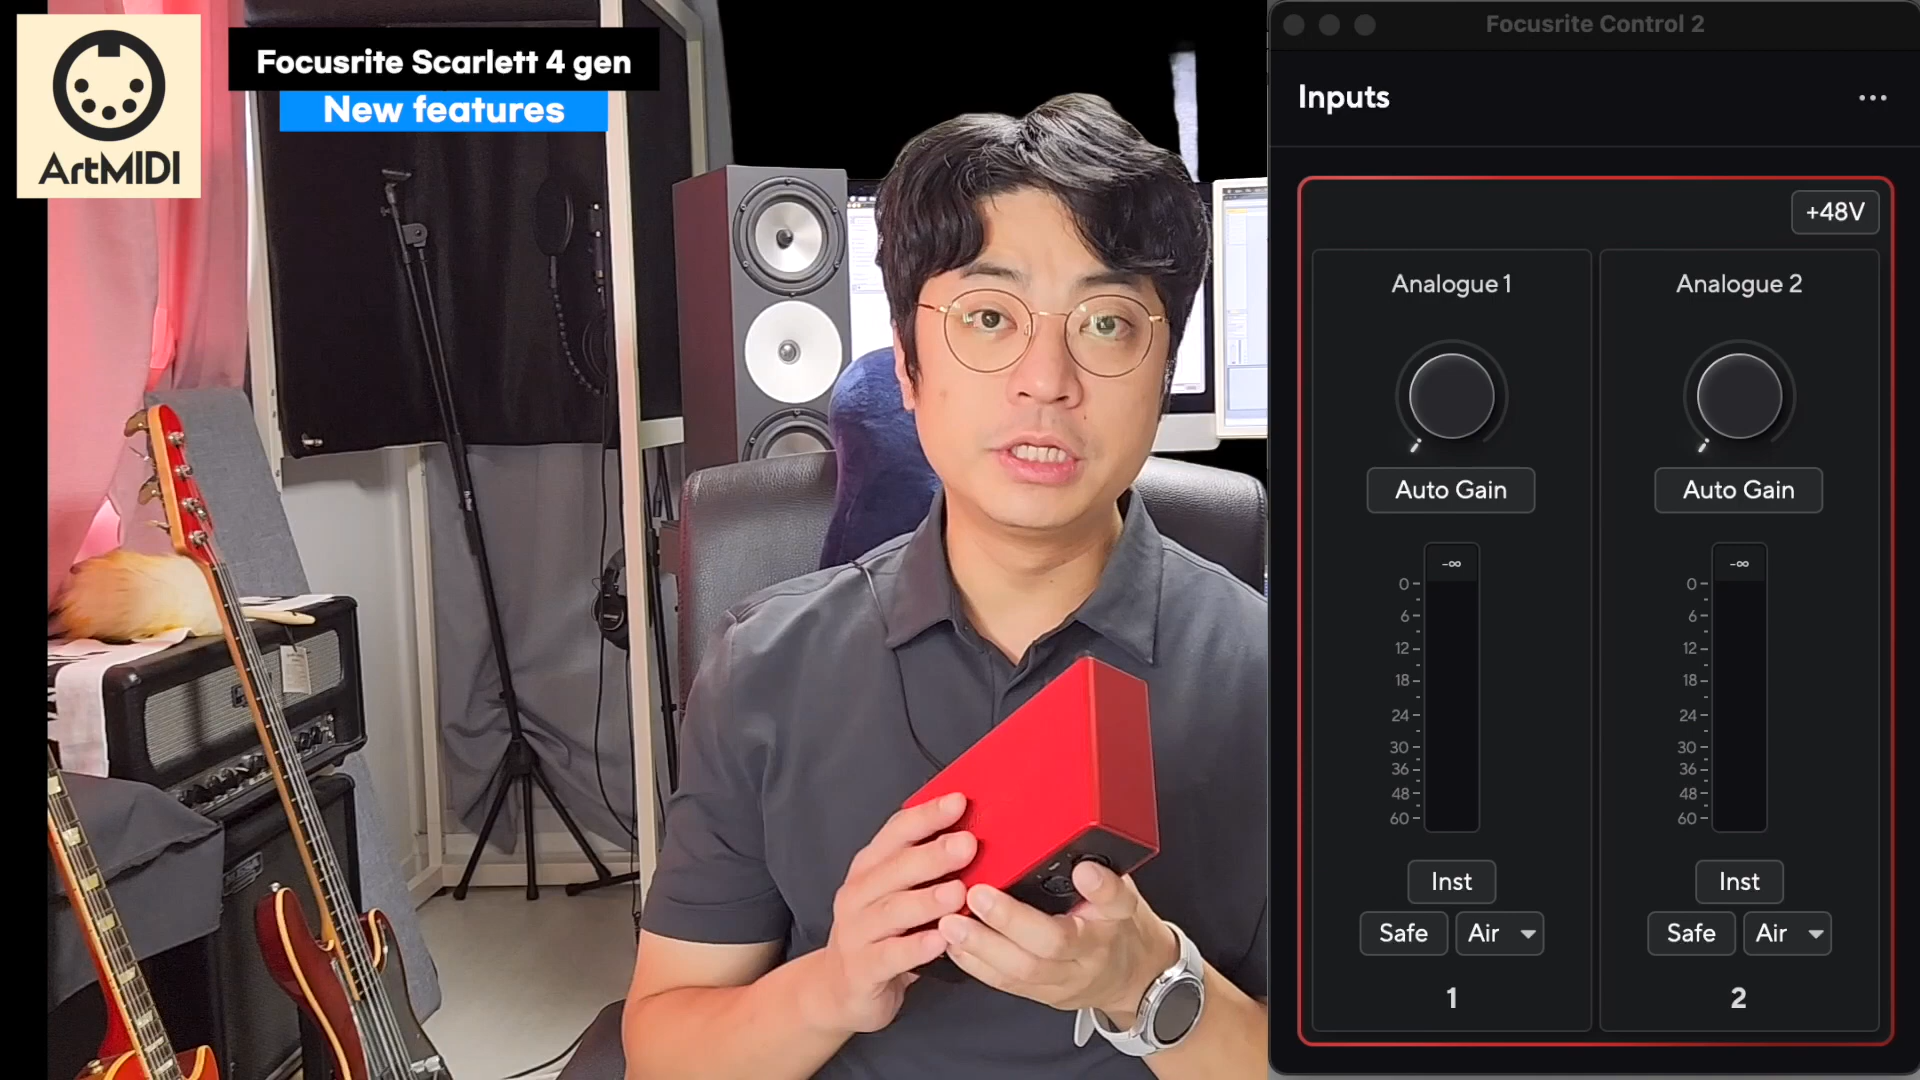 ArtMIDI
Focusrite Scarlett 4 gen
New features
Focusrite Control 2
Inputs
+48V
Analogue 1
Analogue 2
Auto Gain
Auto Gain
-∞
-∞
0
6
12
18
24
30
36
48
60
0
6
12
18
24
30
36
48
60
Inst
Inst
Safe
Air
Safe
Air
1
2